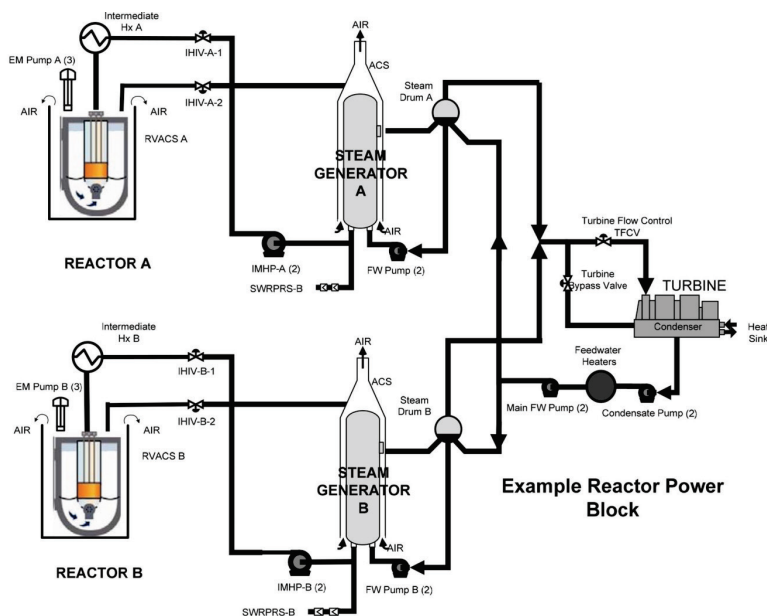 AIR
Intermediate
Hx A
IHIV-A-1
ACS
EM Pump A (3)
Steam
Drum A
AIR
AIR
IHIV-A-2
RVACS A
STEAM
GENERATOR
A
Turbine Flow Control
TFCV
AIR
REACTOR A
IMHP-A (2)
FW Pump (2)
Turbine
Bypass Valve
TURBINE
SWRPRS-B
Condenser
Heat
Sink
Intermediate
Hx B
AIR
Feedwater
Heaters
IHIV-B-1
ACS
EM Pump B (3)
Steam
Drum B
Main FW Pump (2)
Condensate Pump (2)
IHIV-B-2
AIR
AIR
RVACS B
STEAM
GENERATOR
B
Example Reactor Power
Block
AIR
REACTOR B
IMHP-B (2)
FW Pump B (2)
SWRPRS-B